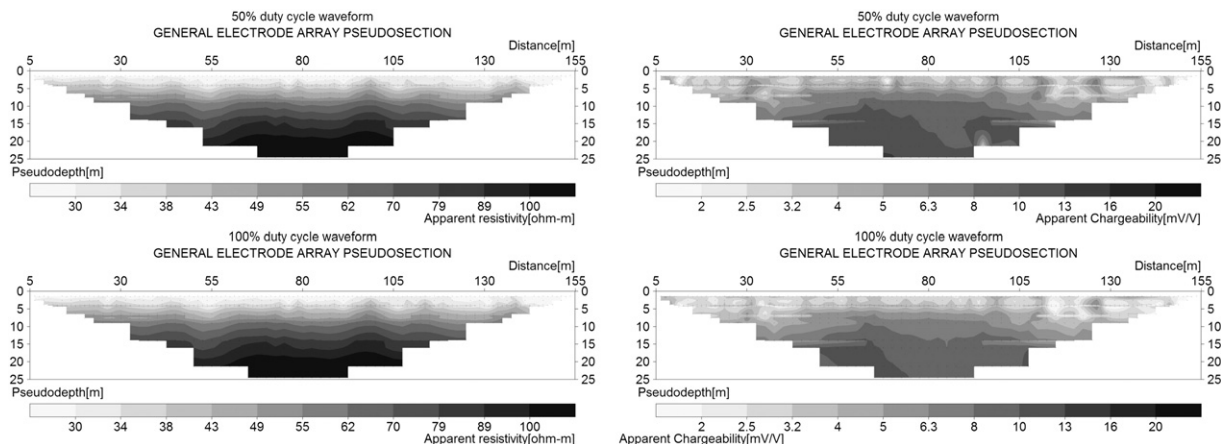 50% duty cycle waveform
GENERAL ELECTRODE ARRAY PSEUDOSECTION
Distance[m]
5 30 55 80 105 130 155
0 0
5 5
10 10
15 15
20 20
25 25
Pseudodepth[m]
30 34 38 43 49 55 62 70 79 89 100
Apparent resistivity[ohm-m]
50% duty cycle waveform
GENERAL ELECTRODE ARRAY PSEUDOSECTION
Distance[m]
5 30 55 80 105 130 155
0 0
5 5
10 10
15 15
20 20
25 25
Pseudodepth[m]
2 2.5 3.2 4 5 6.3 8 10 13 16 20
Apparent Chargeability[mV/V]
100% duty cycle waveform
GENERAL ELECTRODE ARRAY PSEUDOSECTION
Distance[m]
5 30 55 80 105 130 155
0 0
5 5
10 10
15 15
20 20
25 25
Pseudodepth[m]
30 34 38 43 49 55 62 70 79 89 100
Apparent resistivity[ohm-m]
100% duty cycle waveform
GENERAL ELECTRODE ARRAY PSEUDOSECTION
Distance[m]
5 30 55 80 105 130 155
0 0
5 5
10 10
15 15
20 20
25 25
Pseudodepth[m]
2 2.5 3.2 4 5 6.3 8 10 13 16 20
Apparent Chargeability[mV/V]